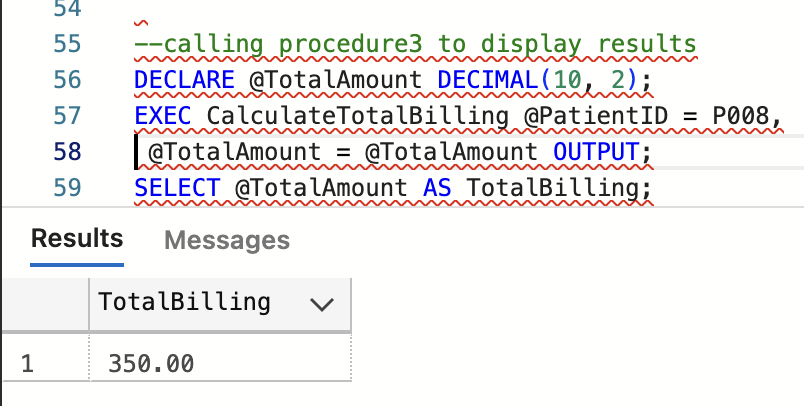 54
55 --calling procedure3 to display results
56 DECLARE @TotalAmount DECIMAL(10, 2);
57 EXEC CalculateTotalBilling @PatientID = P008,
58 @TotalAmount = @TotalAmount OUTPUT;
59 SELECT @TotalAmount AS TotalBilling;
Results Messages
TotalBilling
1 350.00